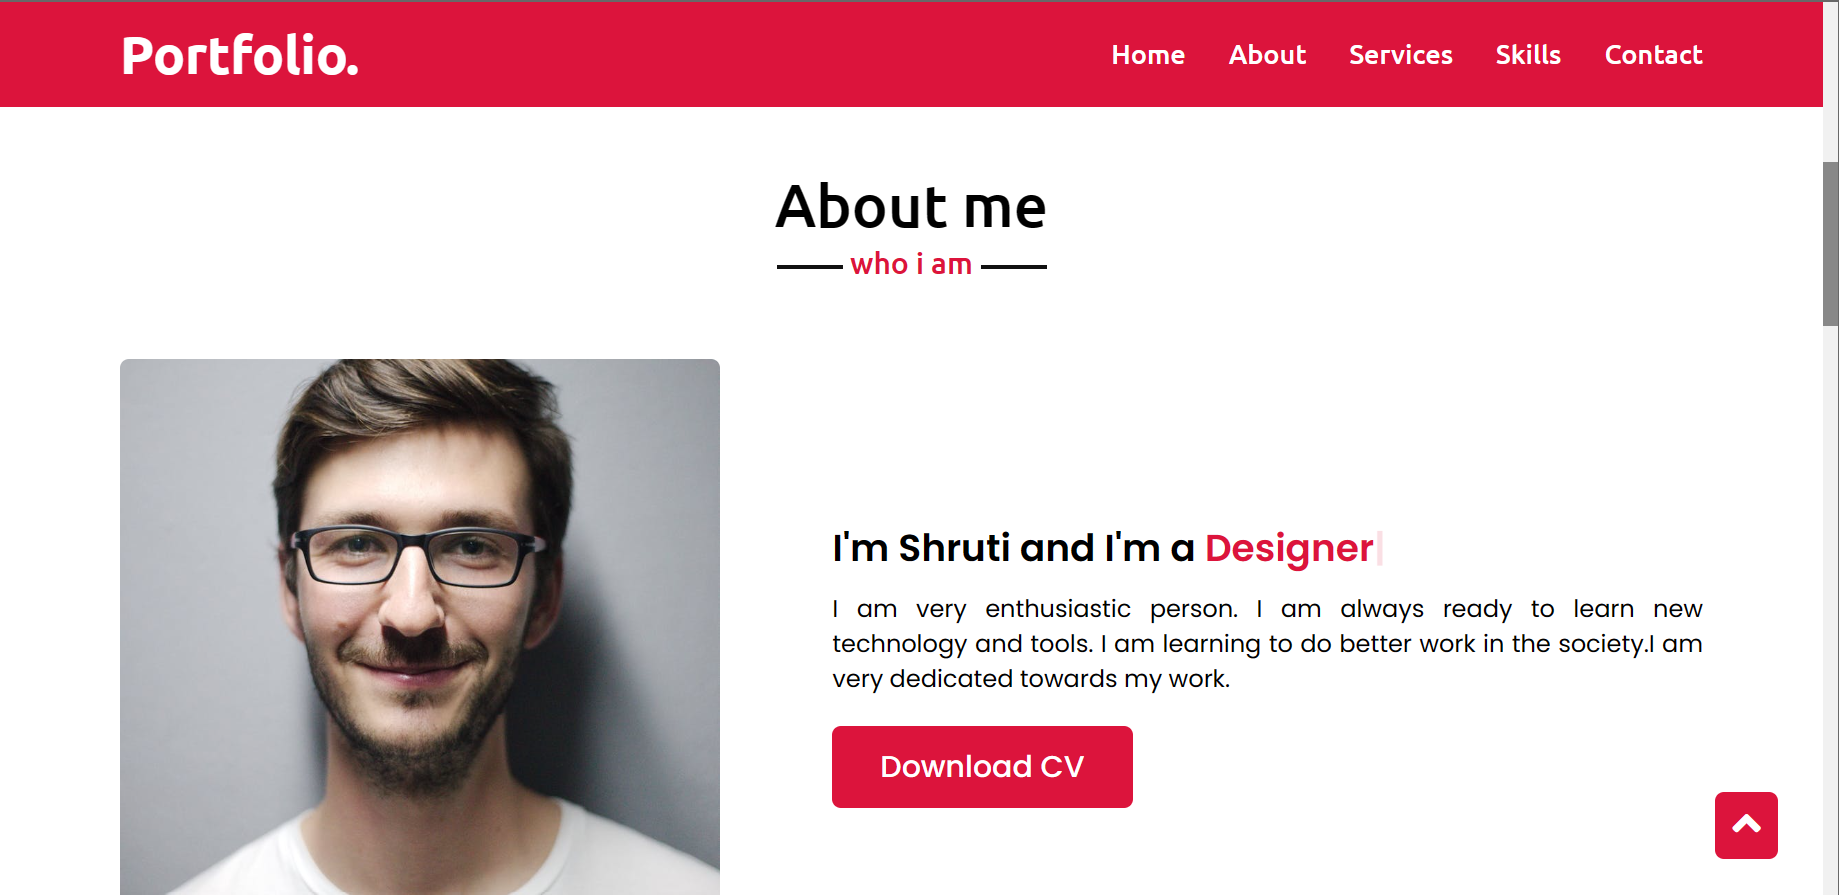 Portfolio.
Home About Services Skills Contact
About me
who i am
I'm Shruti and I'm a Designer
I am very enthusiastic person. I am always ready to learn new
technology and tools. I am learning to do better work in the society.I am
very dedicated towards my work.
Download CV